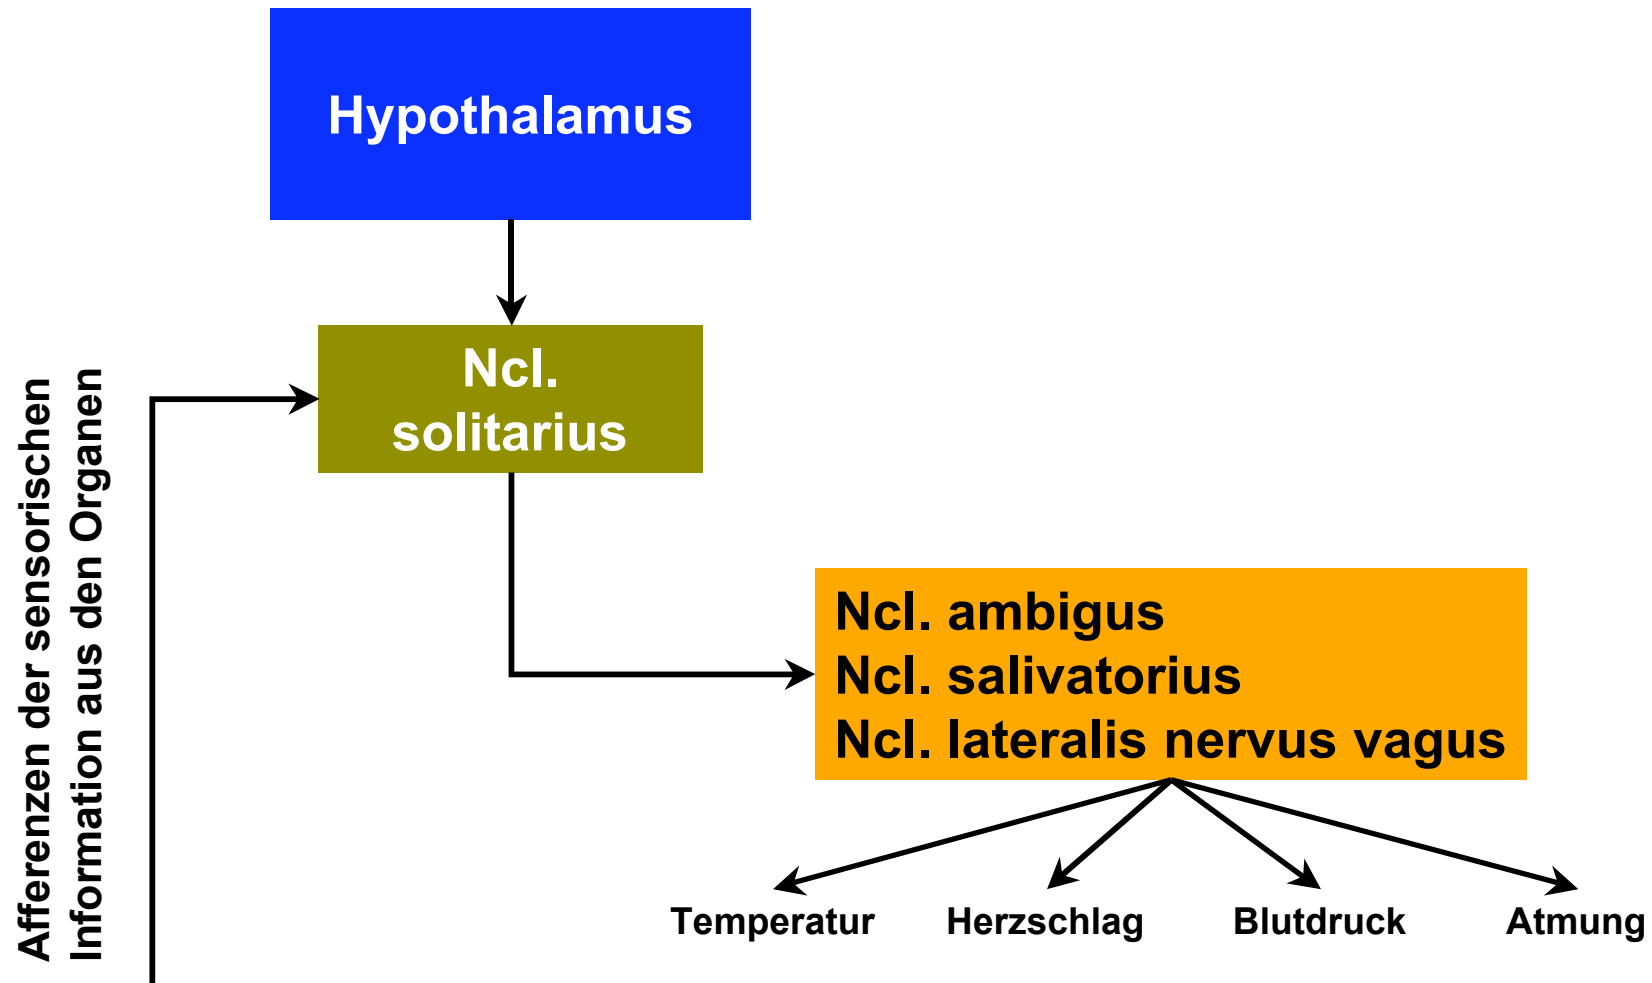 Hypothalamus
Ncl.
solitarius
Afferenzen der sensorischen
Information aus den Organen
Ncl. ambigus
Ncl. salivatorius
Ncl. lateralis nervus vagus
Temperatur Herzschlag Blutdruck Atmung